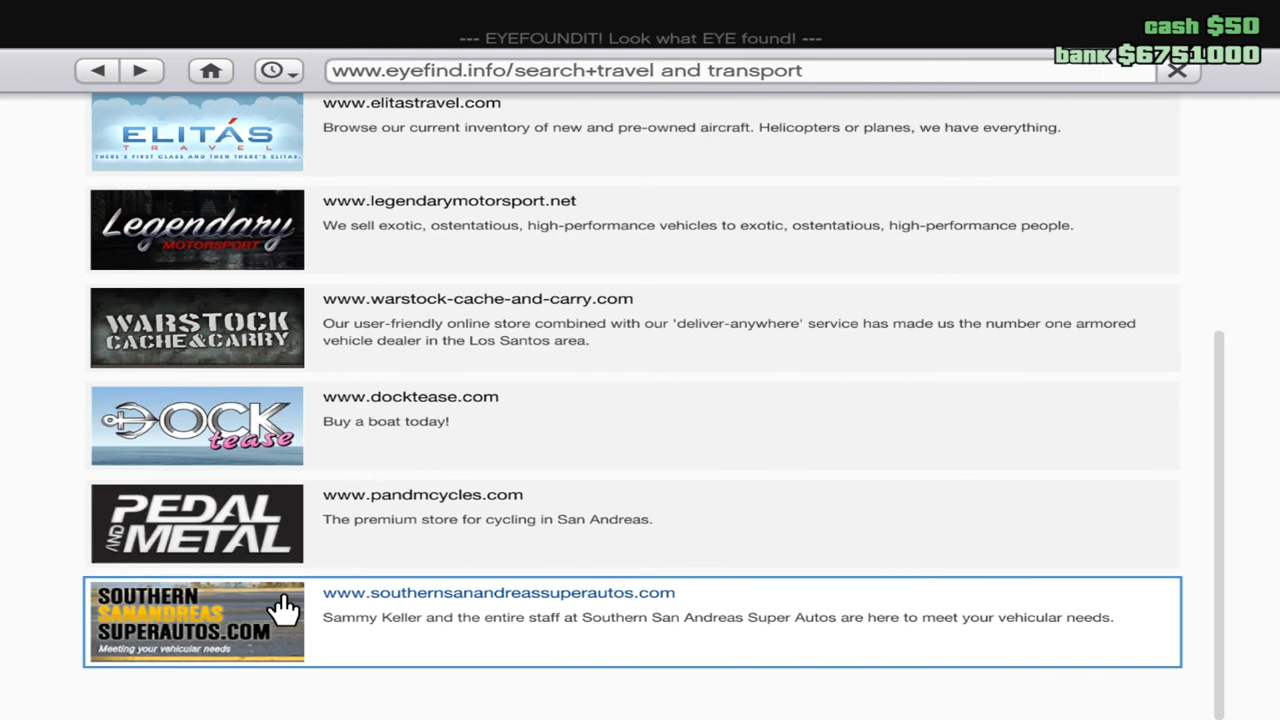 cash $50
--- EYEFOUNDIT! Look what EYE found! ---
bank $6751000
www.eyefind.info/search+travel and transport
www.elitastravel.com
ELITÁS
TRAVEL
THERE'S FIRST CLASS AND THEN THERE'S ELITAS.
Browse our current inventory of new and pre-owned aircraft. Helicopters or planes, we have everything.
www.legendarymotorsport.net
Legendary
MOTORSPORT
We sell exotic, ostentatious, high-performance vehicles to exotic, ostentatious, high-performance people.
www.warstock-cache-and-carry.com
WARSTOCK
CACHE&CARRY
Our user-friendly online store combined with our 'deliver-anywhere' service has made us the number one armored
vehicle dealer in the Los Santos area.
www.docktease.com
DOCK
tease
Buy a boat today!
www.pandmcycles.com
PEDAL
AND METAL
The premium store for cycling in San Andreas.
www.southernsanandreassuperautos.com
SOUTHERN
SANANDREAS
SUPERAUTOS.COM
Meeting your vehicular needs
Sammy Keller and the entire staff at Southern San Andreas Super Autos are here to meet your vehicular needs.